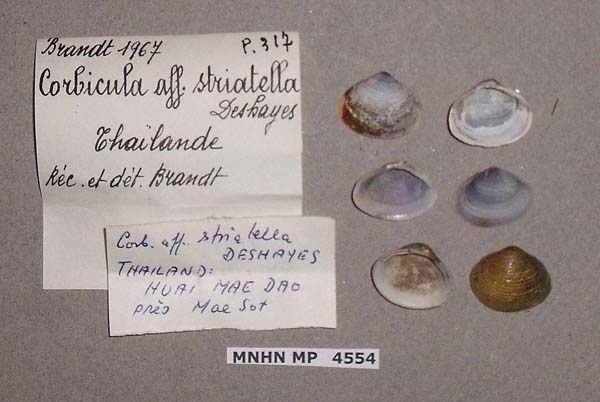 Brandt 1967 P.317
Corbicula aff. striatella
Deshayes
Thaïlande
Réc. et dét. Brandt
Corb. aff. striatella
DESHAYES
THAILAND:
HUAI MAE DAO
près Mae Sot
MNHN MP 4554